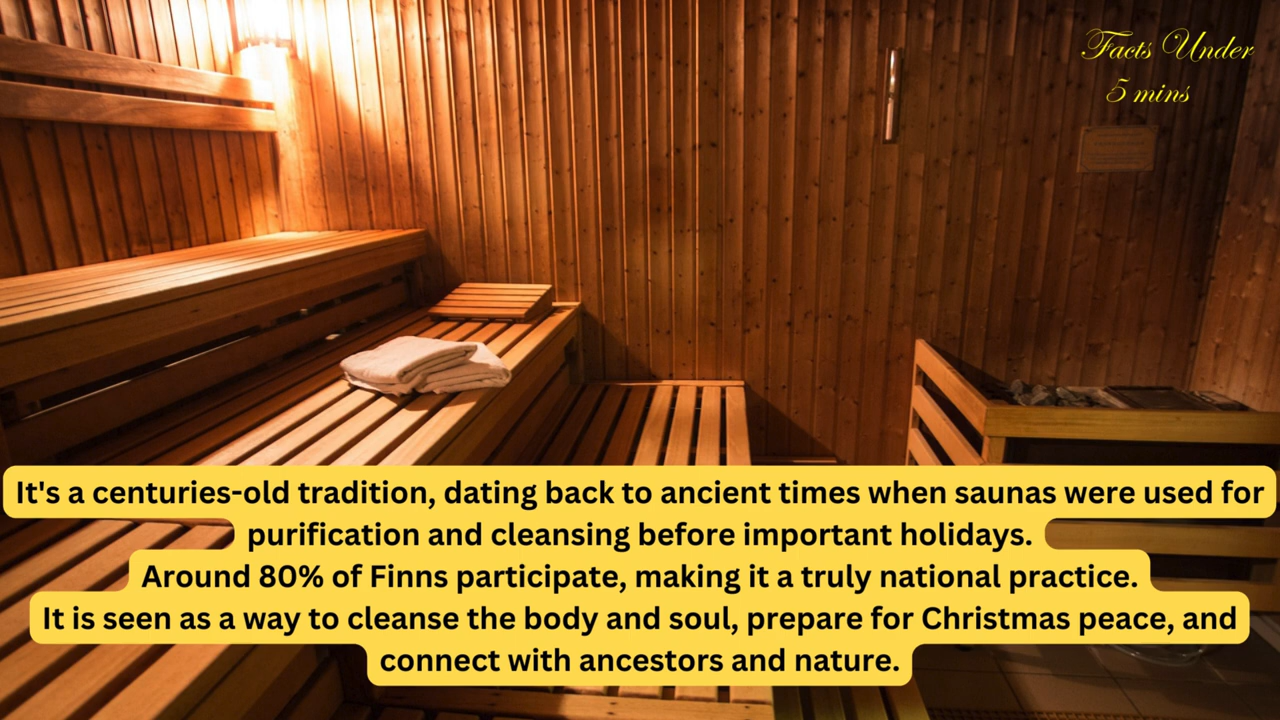 Facts Under
5 mins
It's a centuries-old tradition, dating back to ancient times when saunas were used for
purification and cleansing before important holidays.
Around 80% of Finns participate, making it a truly national practice.
It is seen as a way to cleanse the body and soul, prepare for Christmas peace, and
connect with ancestors and nature.